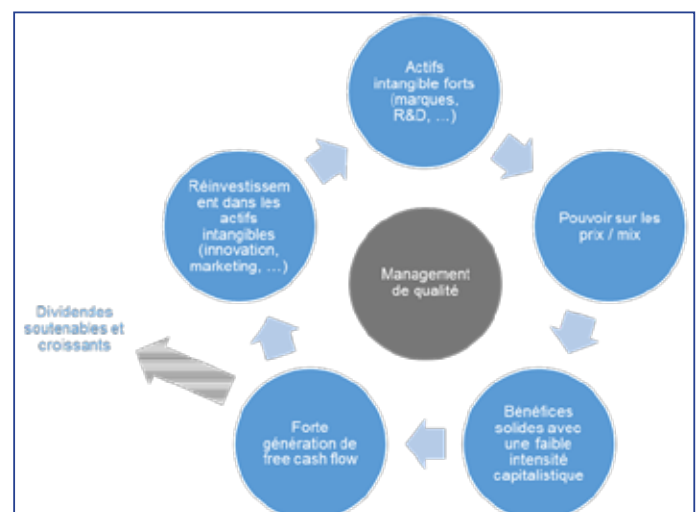 Actifs
intangible forts
(marques,
R&D, ...)
Pouvoir sur les
prix / mix
Bénéfices
solides avec
une faible
intensité
capitalistique
Forte
génération de
free cash flow
Réinvestissem
ent dans les
actifs
intangibles
(innovation,
marketing, ...)
Management
de qualité
Dividendes
soutenables et
croissants